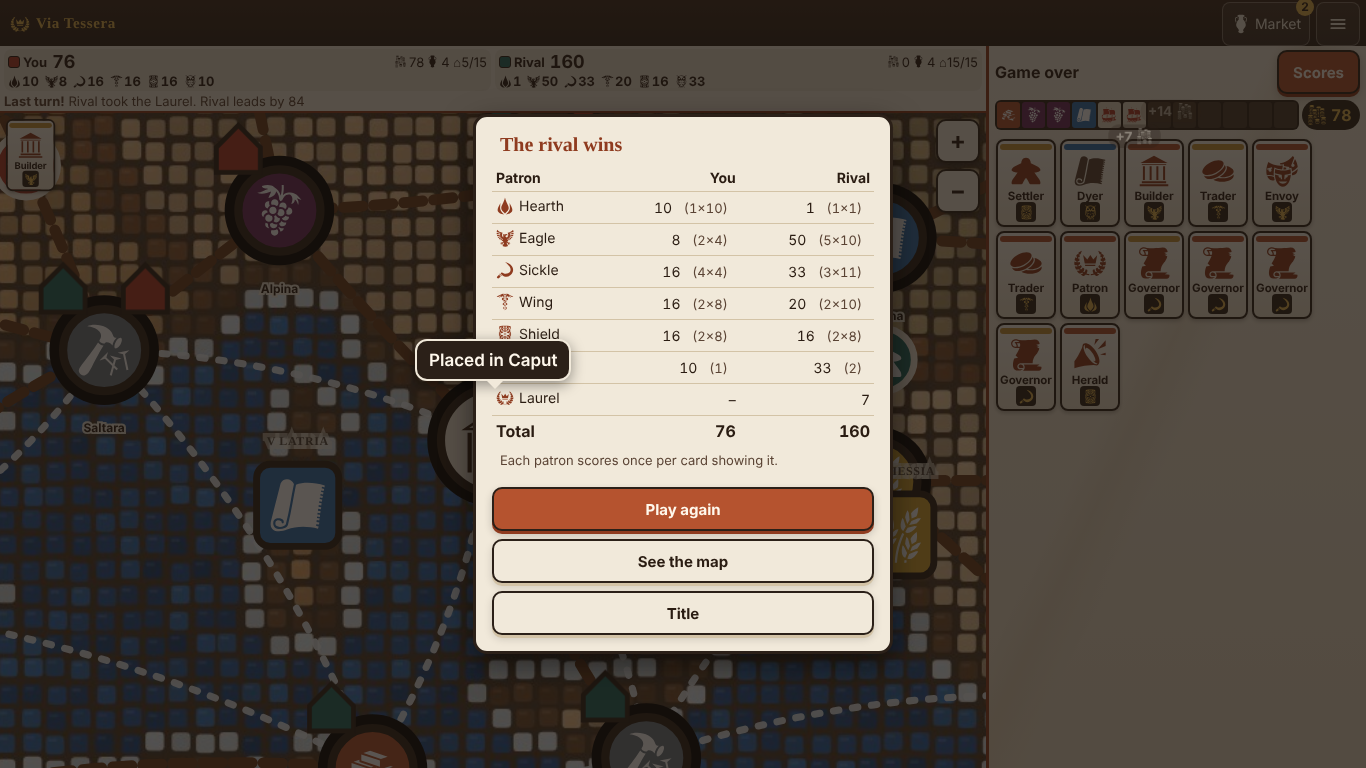 Via Tessera
Market
2
You 76
78 4 5/15
10 8 16 16 16 10
Rival 160
0 4 15/15
1 50 33 20 16 33
Last turn! Rival took the Laurel. Rival leads by 84
Game over
Scores
+14
78
+7
Builder
Settler
Dyer
Builder
Trader
Envoy
Trader
Patron
Governor
Governor
Governor
Governor
Herald
Alpina
Saltara
+
−
The rival wins
Patron You Rival
Hearth 10 (1×10) 1 (1×1)
Eagle 8 (2×4) 50 (5×10)
Sickle 16 (4×4) 33 (3×11)
Wing 16 (2×8) 20 (2×10)
Shield 16 (2×8) 16 (2×8)
10 (1) 33 (2)
Placed in Caput
Laurel – 7
Total 76 160
Each patron scores once per card showing it.
Play again
See the map
Title